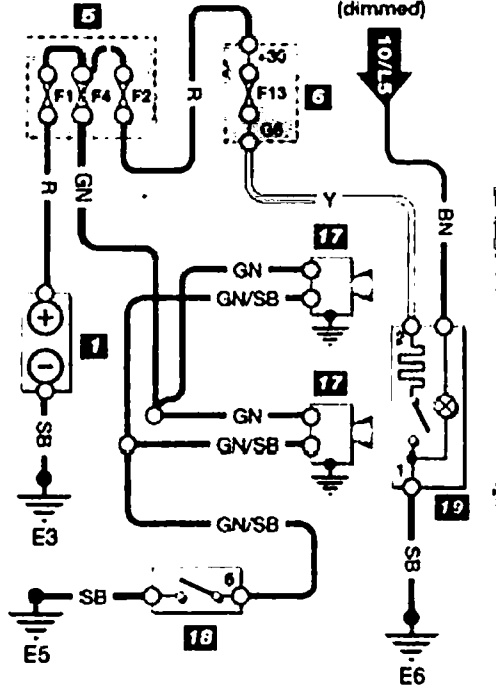 (dimmed)
5
10/L5
+30
F1
F4
F2
R
F13
6
G6
R
GN
Y
BN
17
GN
GN/SB
+
1
−
17
GN
GN/SB
SB
1
19
GN/SB
E3
SB
6
SB
18
E5
E6